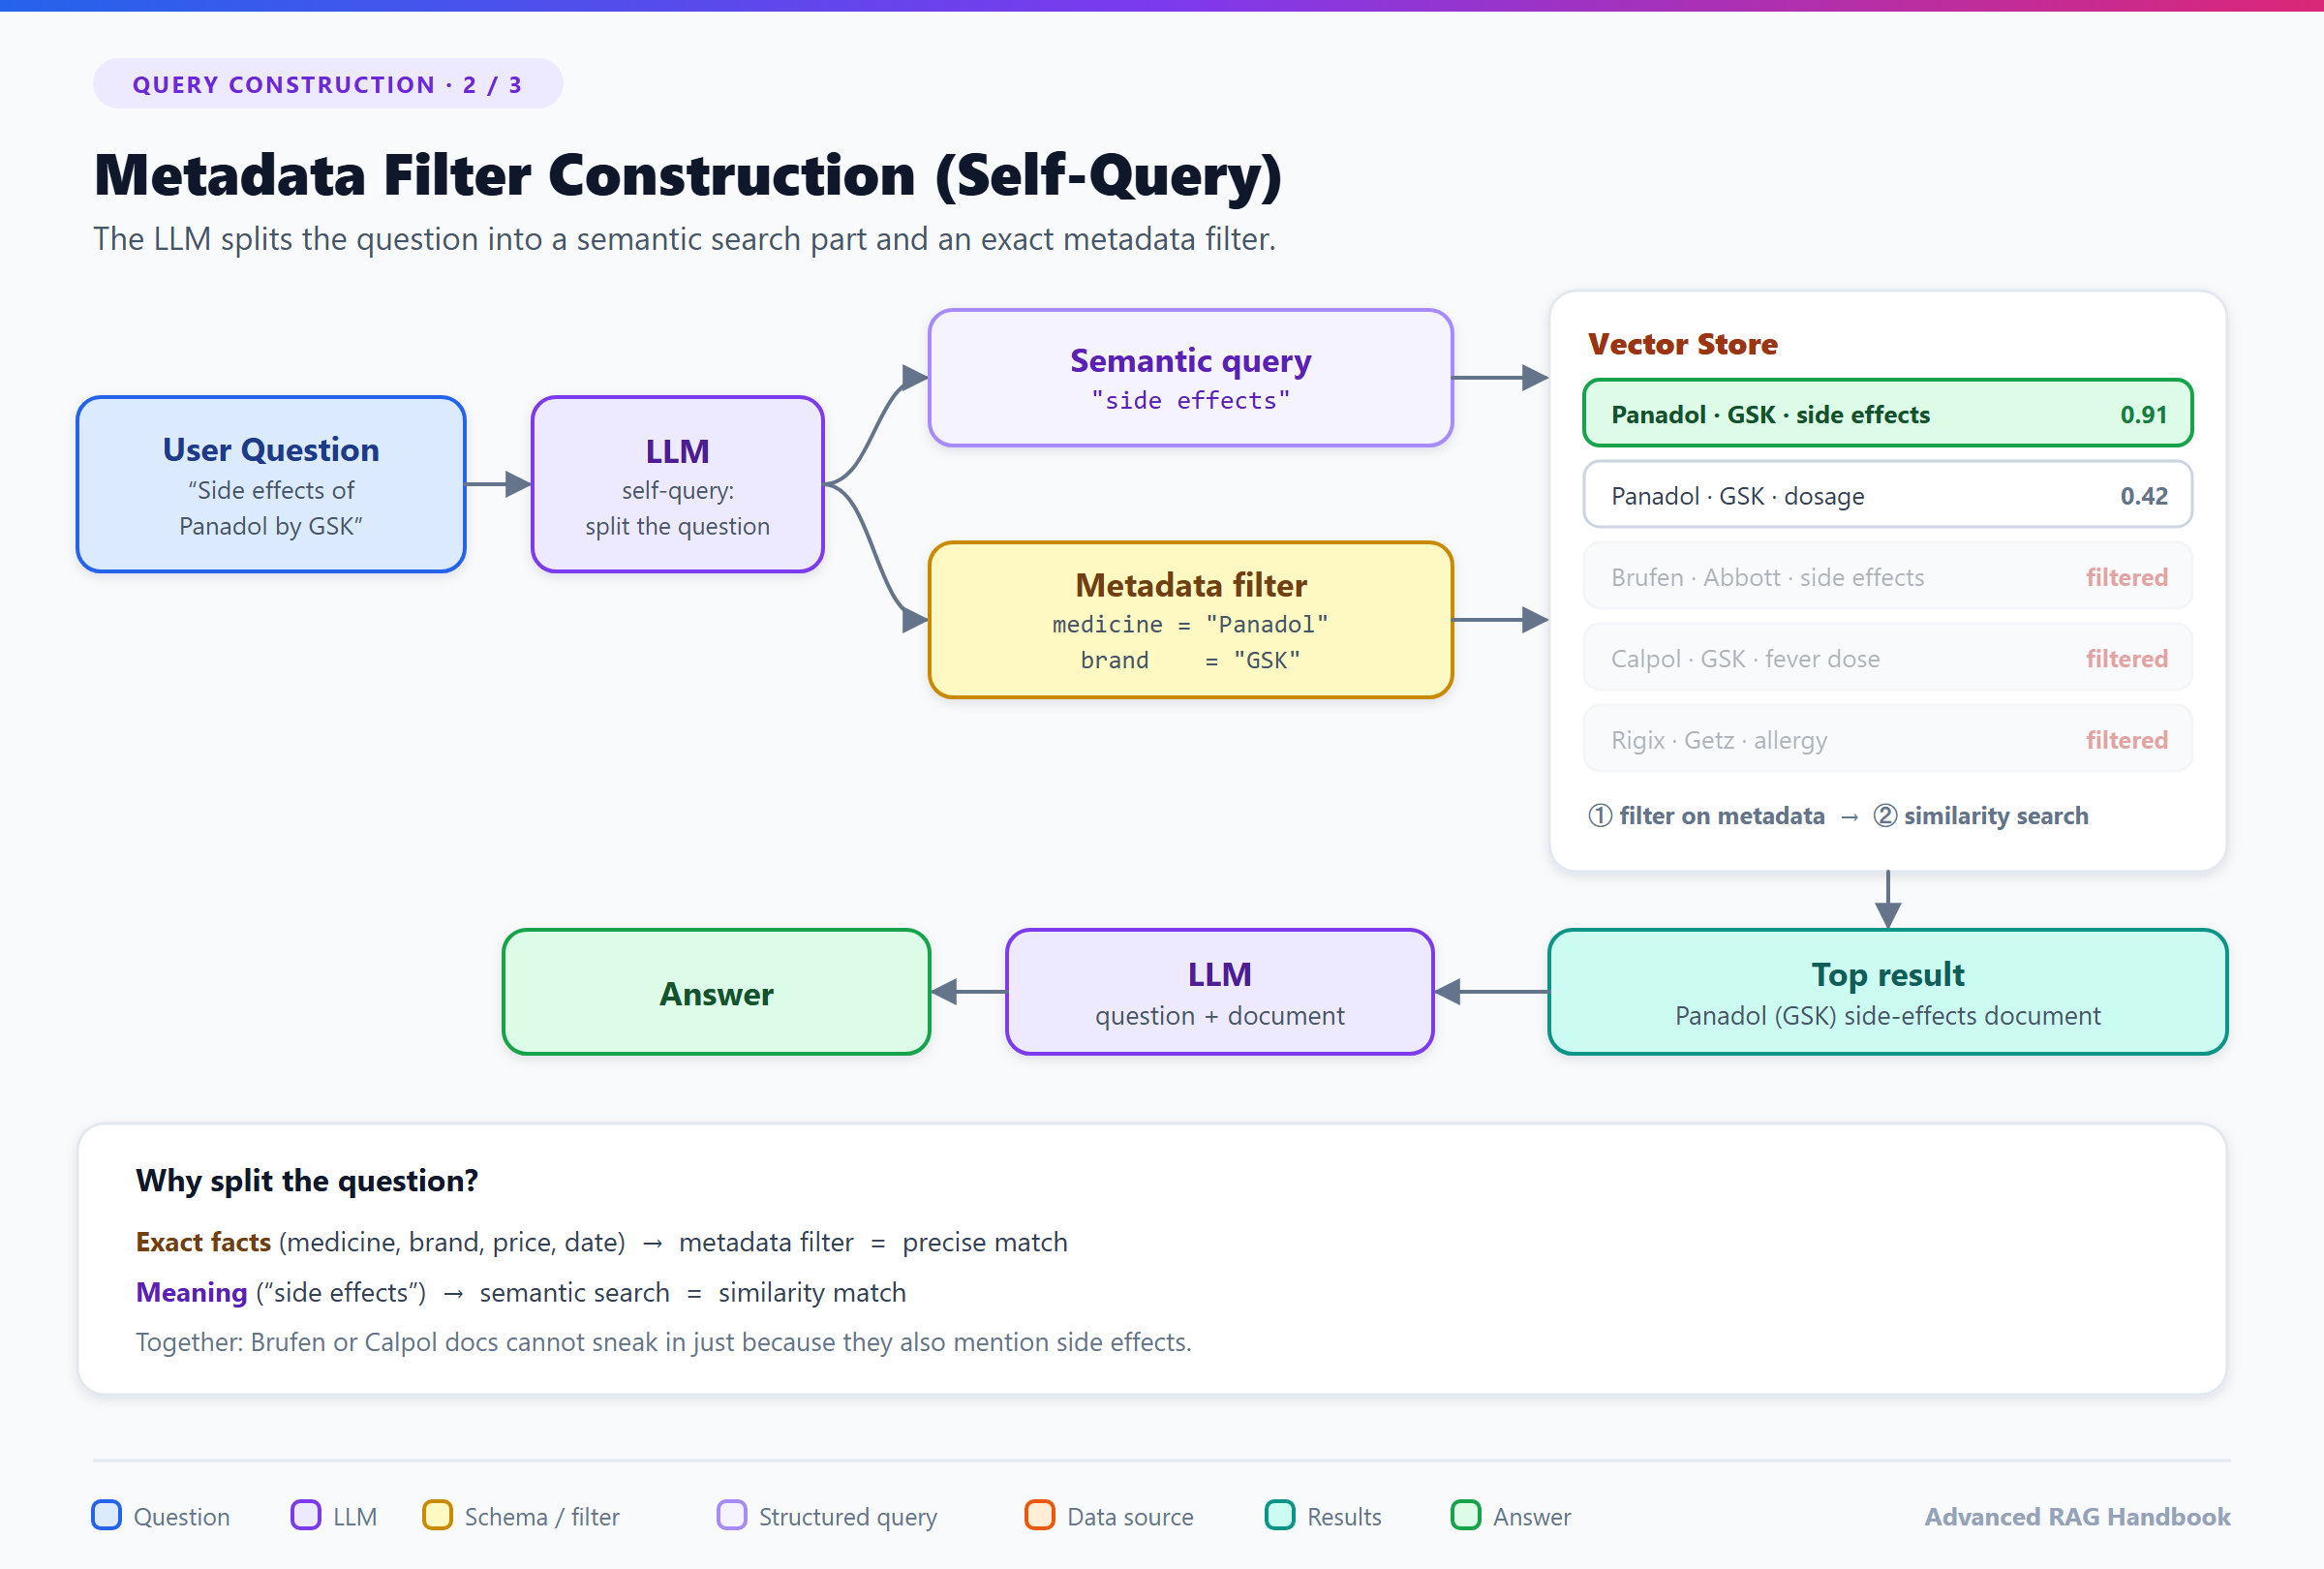 QUERY CONSTRUCTION · 2 / 3
Metadata Filter Construction (Self-Query)
The LLM splits the question into a semantic search part and an exact metadata filter.
User Question
“Side effects of
Panadol by GSK”
LLM
self-query:
split the question
Semantic query
"side effects"
Metadata filter
medicine = "Panadol"
brand = "GSK"
Vector Store
Panadol · GSK · side effects 0.91
Panadol · GSK · dosage 0.42
Brufen · Abbott · side effects filtered
Calpol · GSK · fever dose filtered
Rigix · Getz · allergy filtered
① filter on metadata → ② similarity search
Answer
LLM
question + document
Top result
Panadol (GSK) side-effects document
Why split the question?
Exact facts (medicine, brand, price, date) → metadata filter = precise match
Meaning (“side effects”) → semantic search = similarity match
Together: Brufen or Calpol docs cannot sneak in just because they also mention side effects.
Question LLM Schema / filter Structured query Data source Results Answer Advanced RAG Handbook